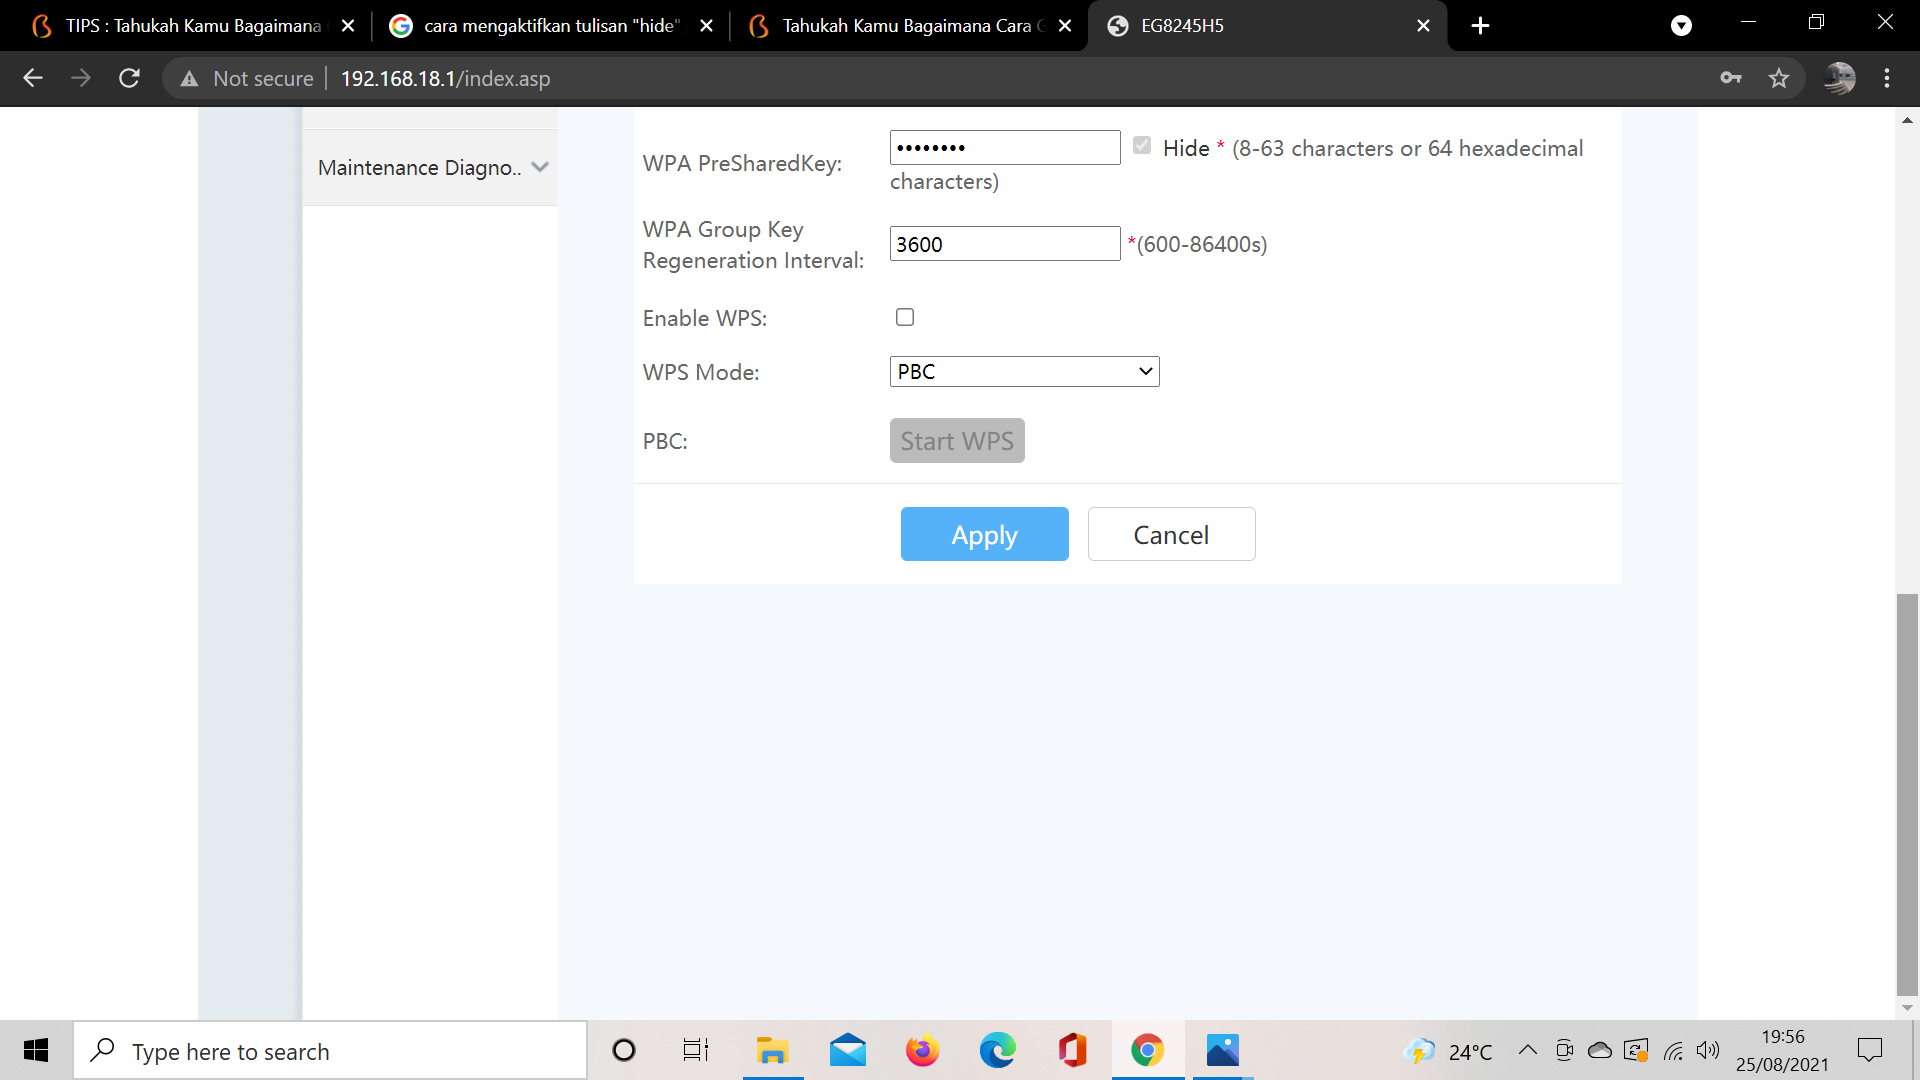 TIPS : Tahukah Kamu Bagaimana
cara mengaktifkan tulisan "hide"
Tahukah Kamu Bagaimana Cara G
EG8245H5
Not secure
192.168.18.1/index.asp
Maintenance Diagno..
WPA PreSharedKey:
••••••••
Hide * (8-63 characters or 64 hexadecimal
characters)
WPA Group Key
Regeneration Interval:
3600
*(600-86400s)
Enable WPS:
WPS Mode:
PBC
PBC:
Start WPS
Apply
Cancel
Type here to search
24°C
19:56
25/08/2021